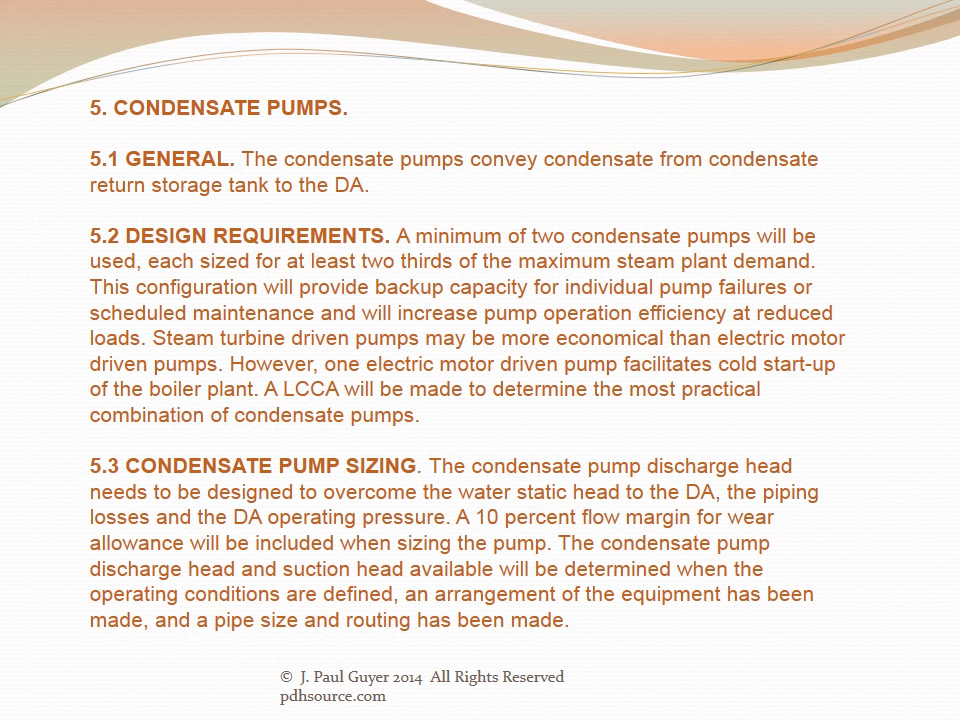 5. CONDENSATE PUMPS.
5.1 GENERAL. The condensate pumps convey condensate from condensate
return storage tank to the DA.
5.2 DESIGN REQUIREMENTS. A minimum of two condensate pumps will be
used, each sized for at least two thirds of the maximum steam plant demand.
This configuration will provide backup capacity for individual pump failures or
scheduled maintenance and will increase pump operation efficiency at reduced
loads. Steam turbine driven pumps may be more economical than electric motor
driven pumps. However, one electric motor driven pump facilitates cold start-up
of the boiler plant. A LCCA will be made to determine the most practical
combination of condensate pumps.
5.3 CONDENSATE PUMP SIZING. The condensate pump discharge head
needs to be designed to overcome the water static head to the DA, the piping
losses and the DA operating pressure. A 10 percent flow margin for wear
allowance will be included when sizing the pump. The condensate pump
discharge head and suction head available will be determined when the
operating conditions are defined, an arrangement of the equipment has been
made, and a pipe size and routing has been made.
© J. Paul Guyer 2014 All Rights Reserved
pdhsource.com